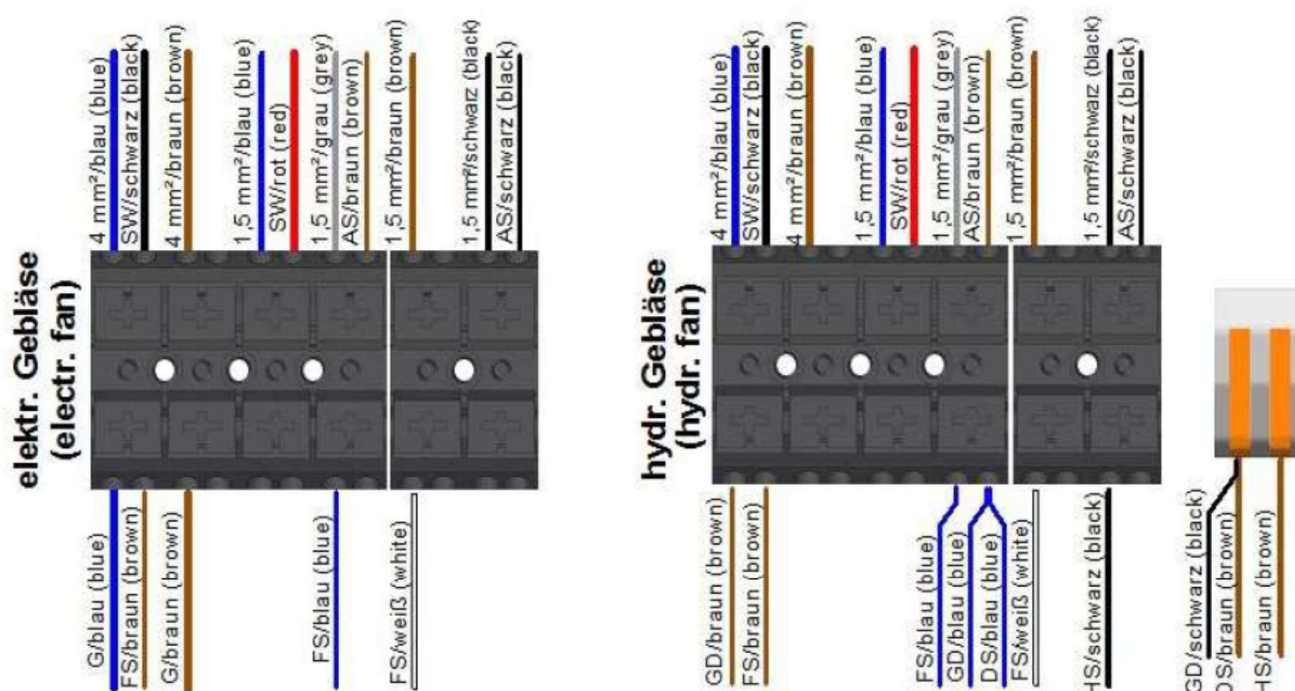 elektr. Gebläse
(electr. fan)
4 mm²/blau (blue)
SW/schwarz (black)
4 mm²/braun (brown)
1,5 mm²/blau (blue)
SW/rot (red)
1,5 mm²/grau (grey)
AS/braun (brown)
1,5 mm²/braun (brown)
1,5 mm²/schwarz (black)
AS/schwarz (black)
G/blau (blue)
FS/braun (brown)
G/braun (brown)
FS/blau (blue)
FS/weiß (white)
hydr. Gebläse
(hydr. fan)
4 mm²/blau (blue)
SW/schwarz (black)
4 mm²/braun (brown)
1,5 mm²/blau (blue)
SW/rot (red)
1,5 mm²/grau (grey)
AS/braun (brown)
1,5 mm²/braun (brown)
1,5 mm²/schwarz (black)
AS/schwarz (black)
GD/braun (brown)
FS/braun (brown)
FS/blau (blue)
GD/blau (blue)
DS/blau (blue)
FS/weiß (white)
HS/schwarz (black)
GD/schwarz (black)
DS/braun (brown)
HS/braun (brown)